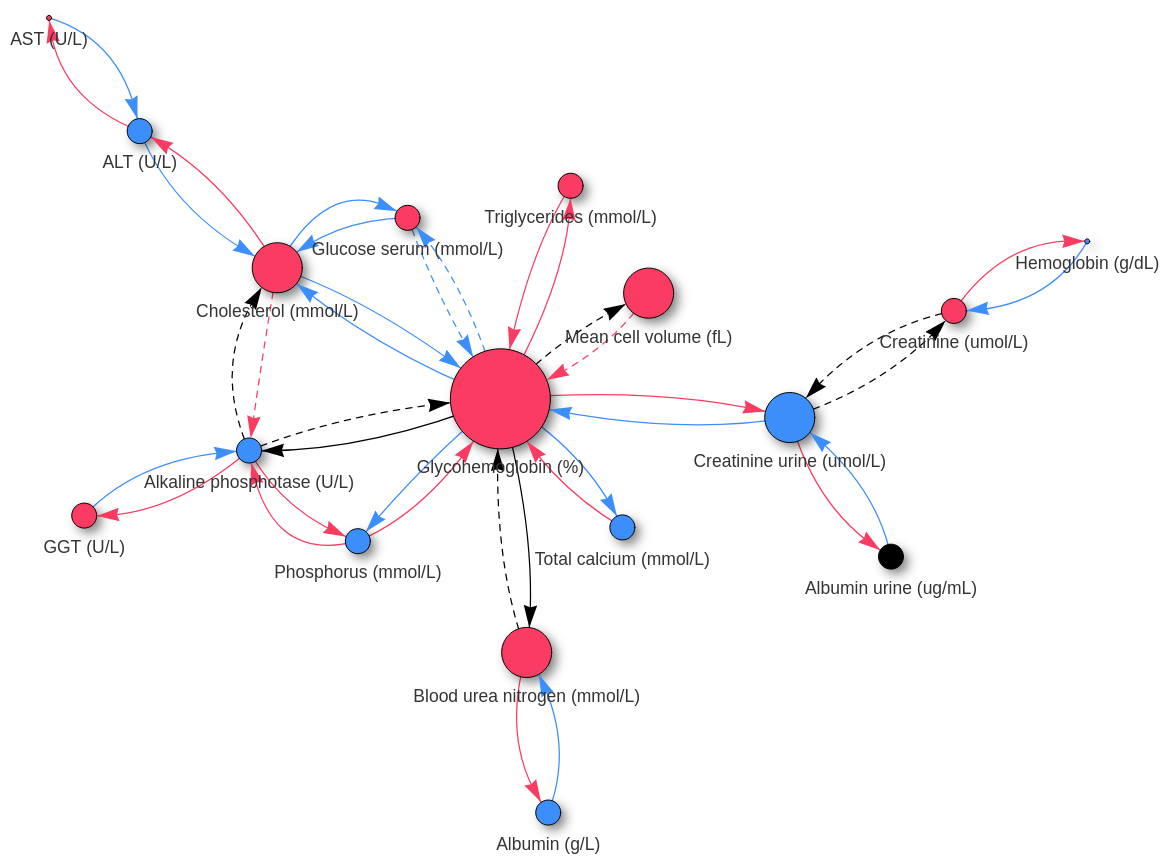 AST (U/L)
ALT (U/L)
Triglycerides (mmol/L)
Glucose serum (mmol/L)
Hemoglobin (g/dL)
Cholesterol (mmol/L)
Mean cell volume (fL)
Creatinine (umol/L)
Creatinine urine (umol/L)
Glycohemoglobin (%)
Alkaline phosphotase (U/L)
GGT (U/L)
Total calcium (mmol/L)
Phosphorus (mmol/L)
Albumin urine (ug/mL)
Blood urea nitrogen (mmol/L)
Albumin (g/L)